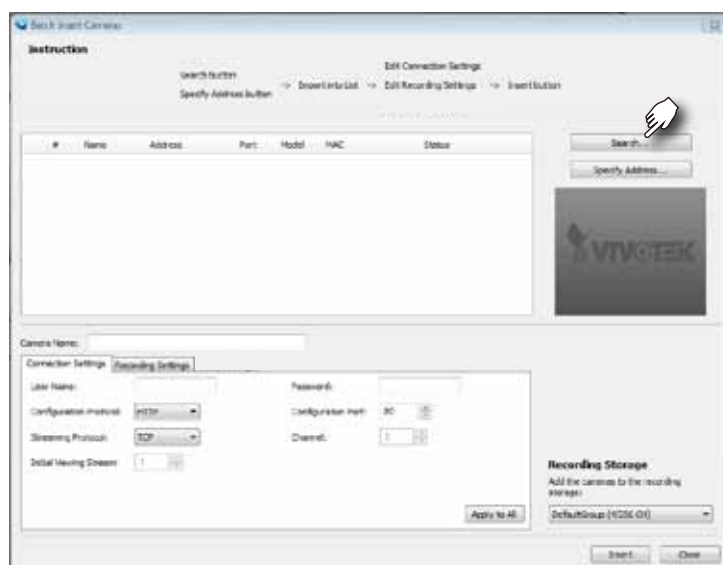 Batch Insert Cameras
Instruction
Search button
Specify Address button
-> Import into List ->
Edit Connection Settings
Edit Recording Settings
-> Insert button
# Name Address Port Model MAC Status
Search...
Specify Address...
VIVOTEK
Camera Name:
Connection Settings Recording Settings
User Name: Password:
Configuration Protocol: HTTP Configuration Port: 80
Streaming Protocol: TCP Channel: 1
Initial Viewing Stream: 1
Apply to All
Recording Storage
Add the cameras to the recording
storage:
Insert Close